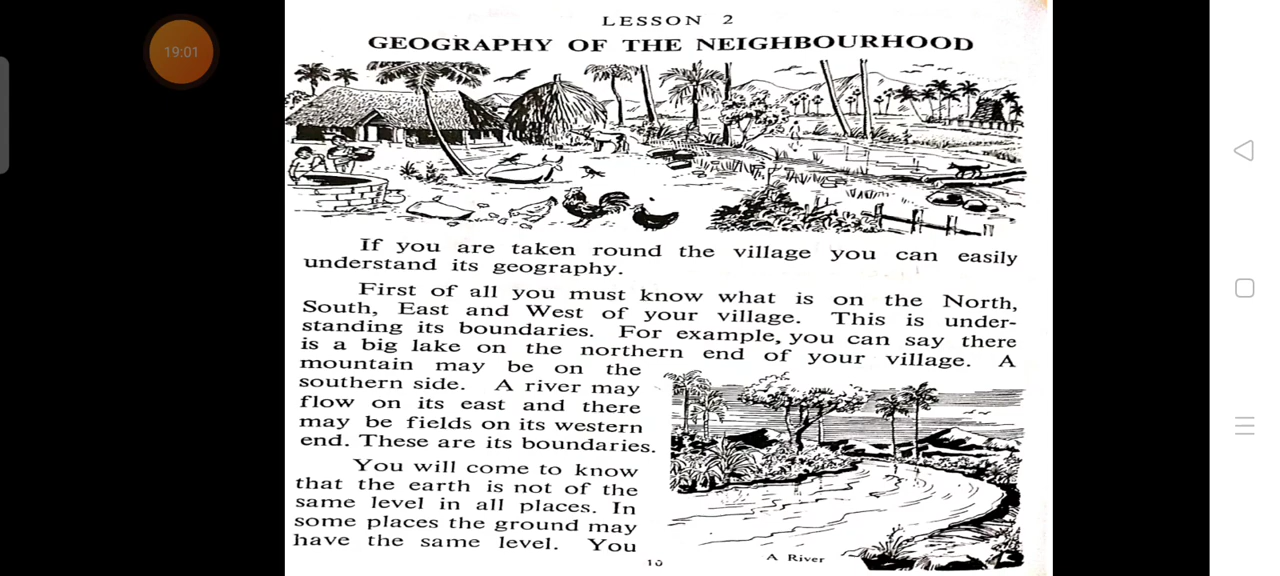 19:01
LESSON 2
GEOGRAPHY OF THE NEIGHBOURHOOD
If you are taken round the village you can easily
understand its geography.
First of all you must know what is on the North,
South, East and West of your village. This is under-
standing its boundaries. For example, you can say there
is a big lake on the northern end of your village. A
mountain may be on the
southern side. A river may
flow on its east and there
may be fields on its western
end. These are its boundaries.
You will come to know
that the earth is not of the
same level in all places. In
some places the ground may
have the same level. You
A River